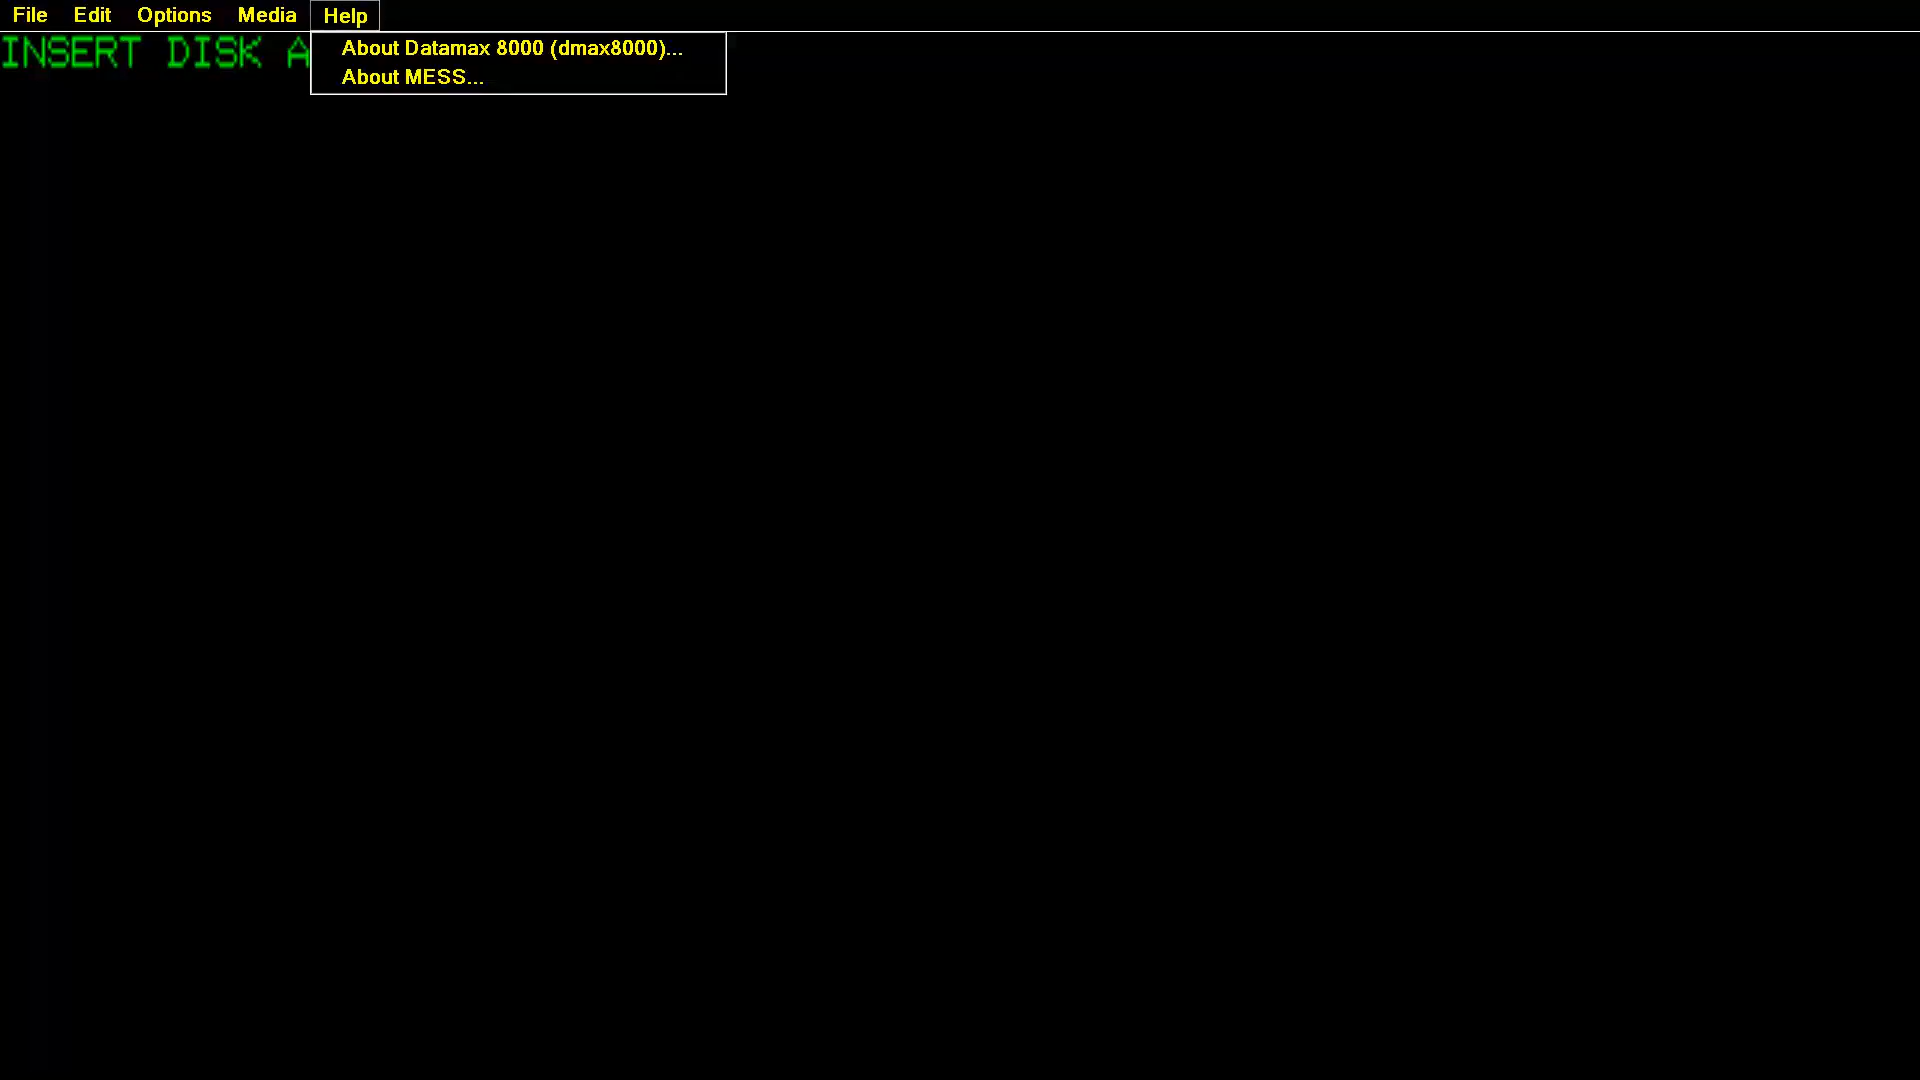 File Edit Options Media Help
INSERT DISK A
About Datamax 8000 (dmax8000)...
About MESS...